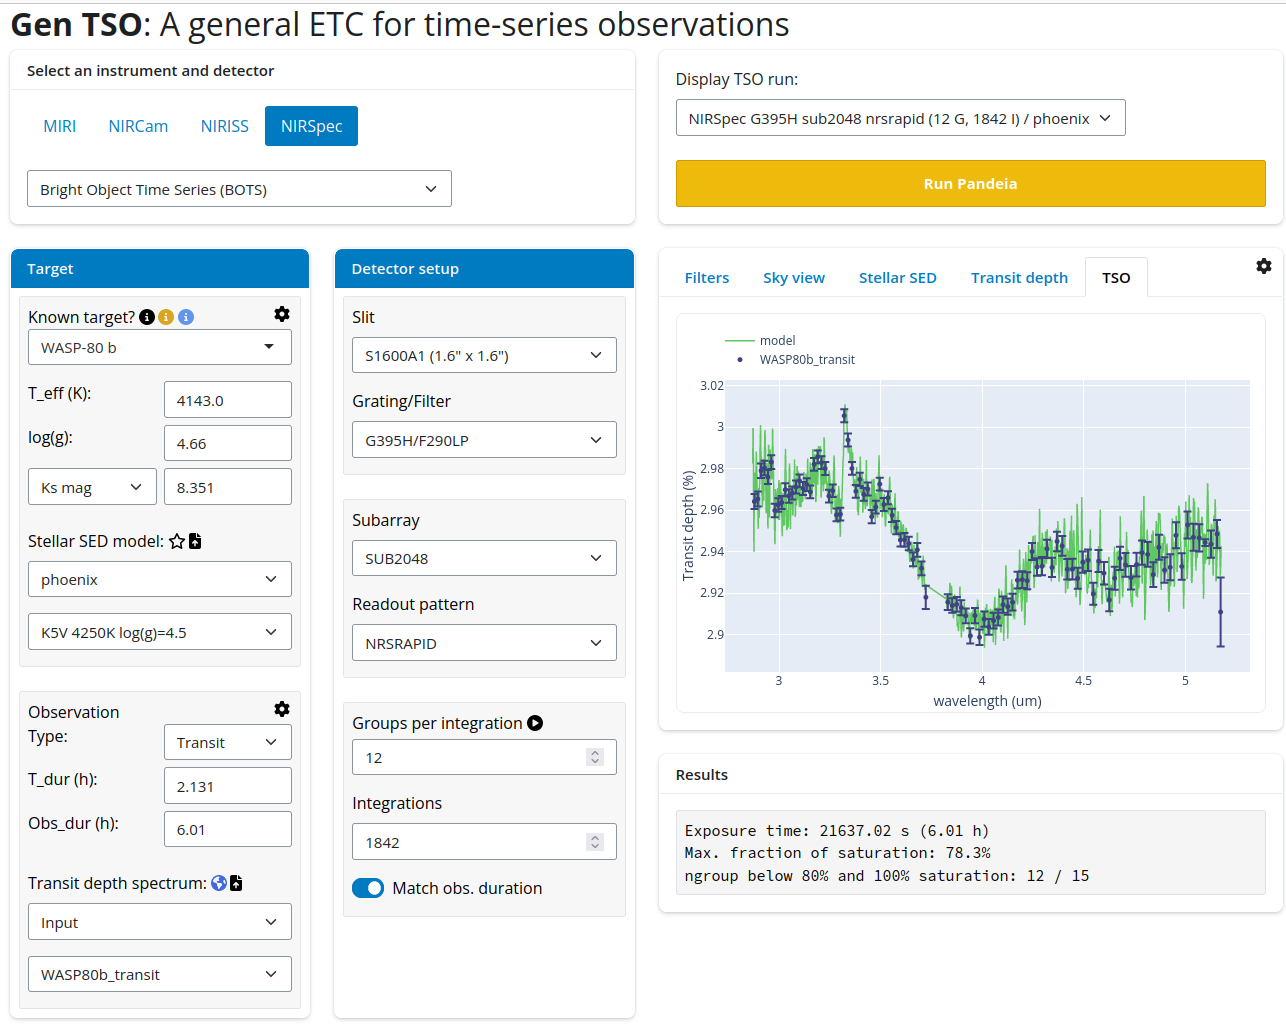 Gen TSO: A general ETC for time-series observations
Select an instrument and detector
MIRI NIRCam NIRISS NIRSpec
Bright Object Time Series (BOTS)
Display TSO run:
NIRSpec G395H sub2048 nrsrapid (12 G, 1842 I) / phoenix
Run Pandeia
Target
Known target?
WASP-80 b
T_eff (K): 4143.0
log(g): 4.66
Ks mag 8.351
Stellar SED model:
phoenix
K5V 4250K log(g)=4.5
Observation
Type: Transit
T_dur (h): 2.131
Obs_dur (h): 6.01
Transit depth spectrum:
Input
WASP80b_transit
Detector setup
Slit
S1600A1 (1.6" x 1.6")
Grating/Filter
G395H/F290LP
Subarray
SUB2048
Readout pattern
NRSRAPID
Groups per integration
12
Integrations
1842
Match obs. duration
Filters Sky view Stellar SED Transit depth TSO
model
WASP80b_transit
3.02
3
2.98
2.96
2.94
2.92
2.9
Transit depth (%)
3 3.5 4 4.5 5
wavelength (um)
Results
Exposure time: 21637.02 s (6.01 h)
Max. fraction of saturation: 78.3%
ngroup below 80% and 100% saturation: 12 / 15